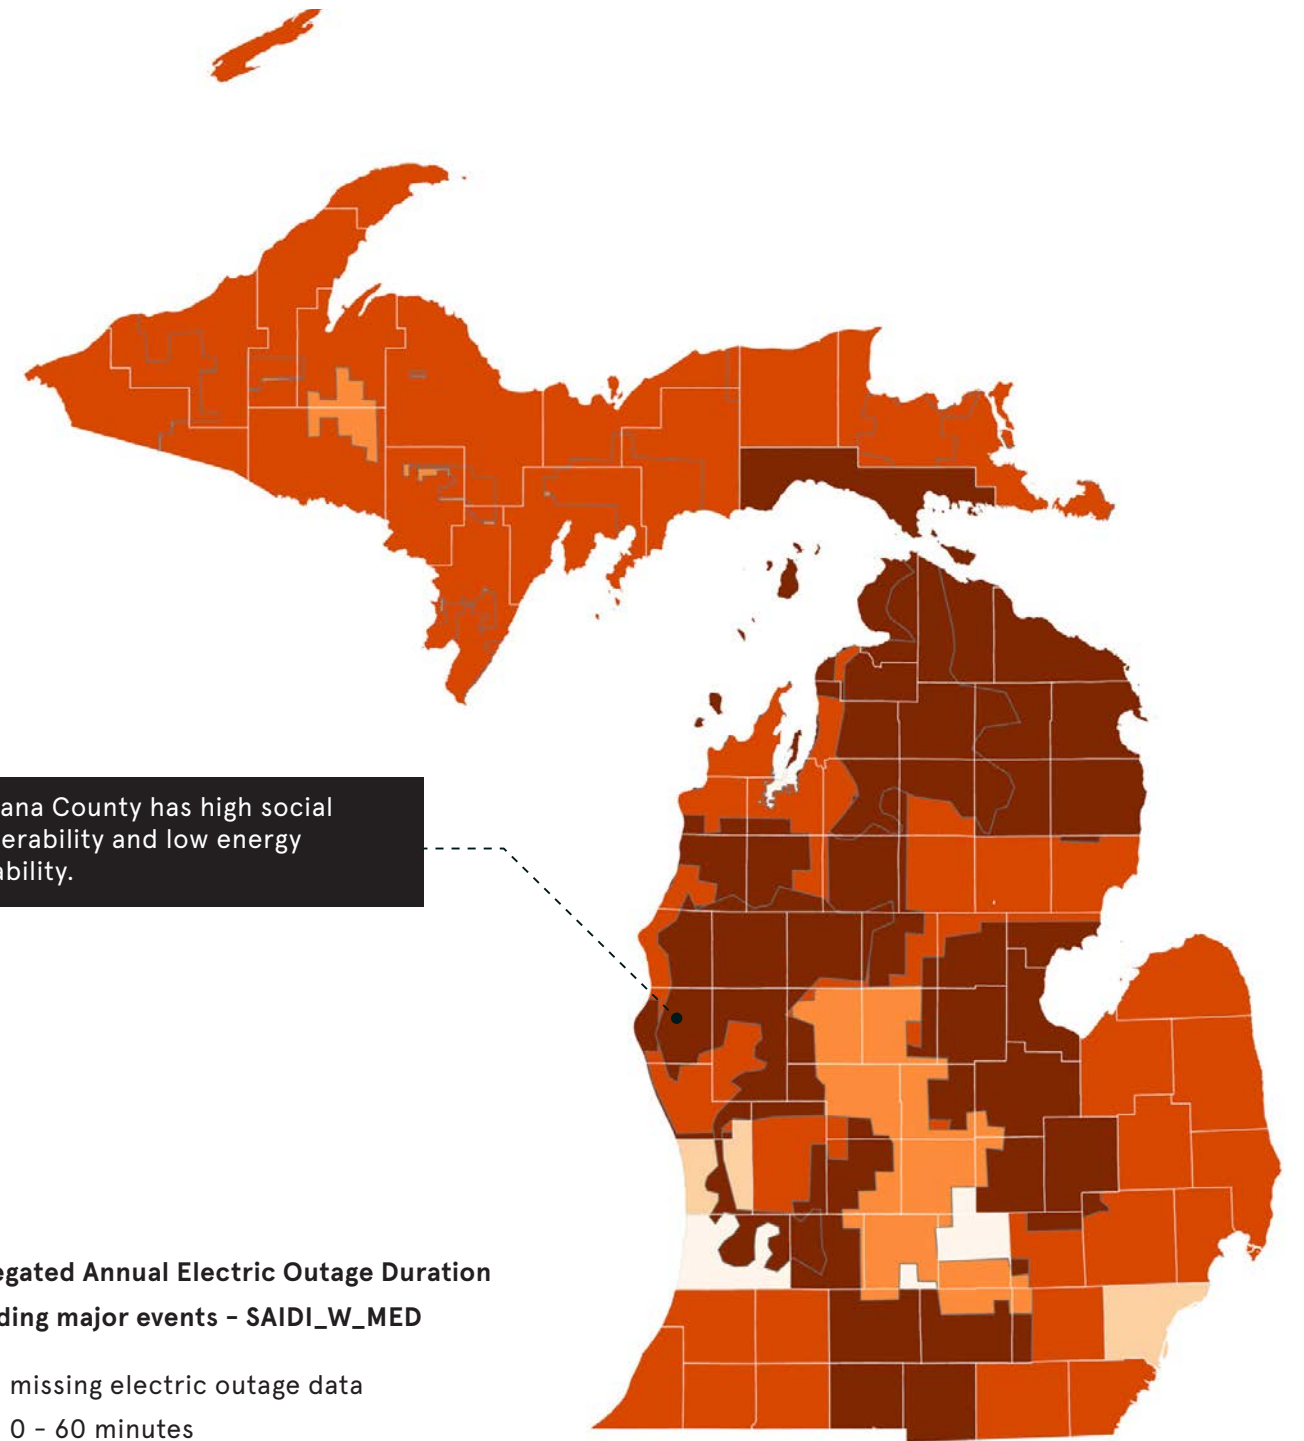 ana County has high social
erability and low energy
ability.
egated Annual Electric Outage Duration
ding major events – SAIDI_W_MED
missing electric outage data
0 - 60 minutes